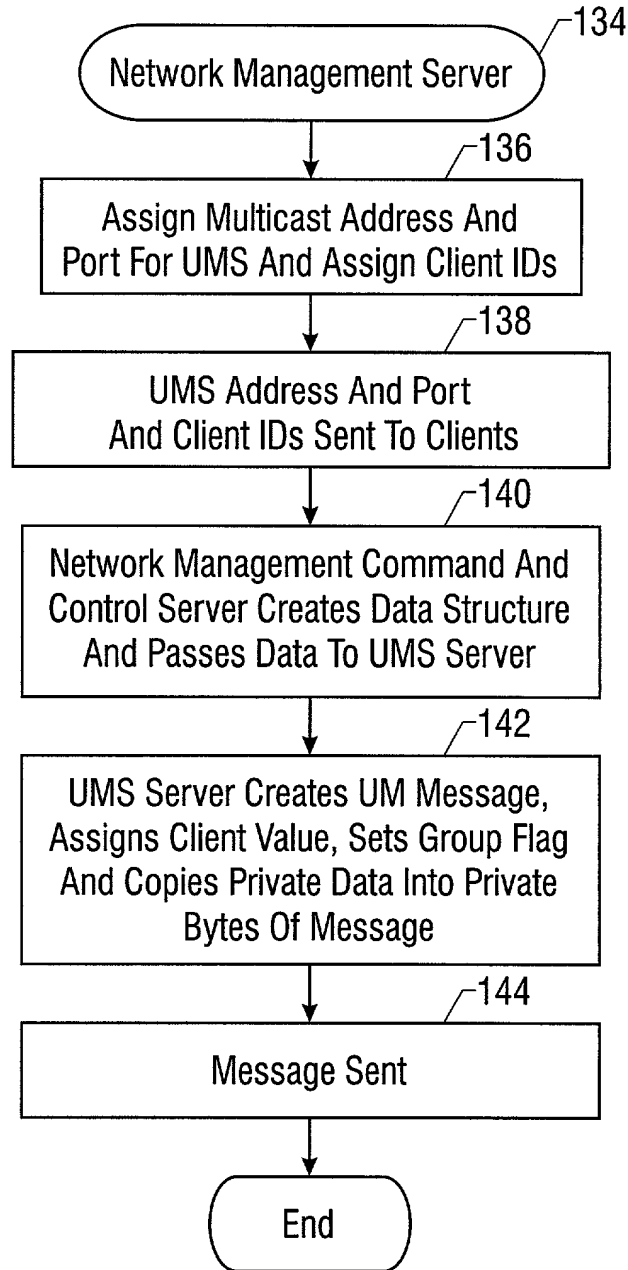 134
Network Management Server
136
Assign Multicast Address And
Port For UMS And Assign Client IDs
138
UMS Address And Port
And Client IDs Sent To Clients
140
Network Management Command And
Control Server Creates Data Structure
And Passes Data To UMS Server
142
UMS Server Creates UM Message,
Assigns Client Value, Sets Group Flag
And Copies Private Data Into Private
Bytes Of Message
144
Message Sent
End